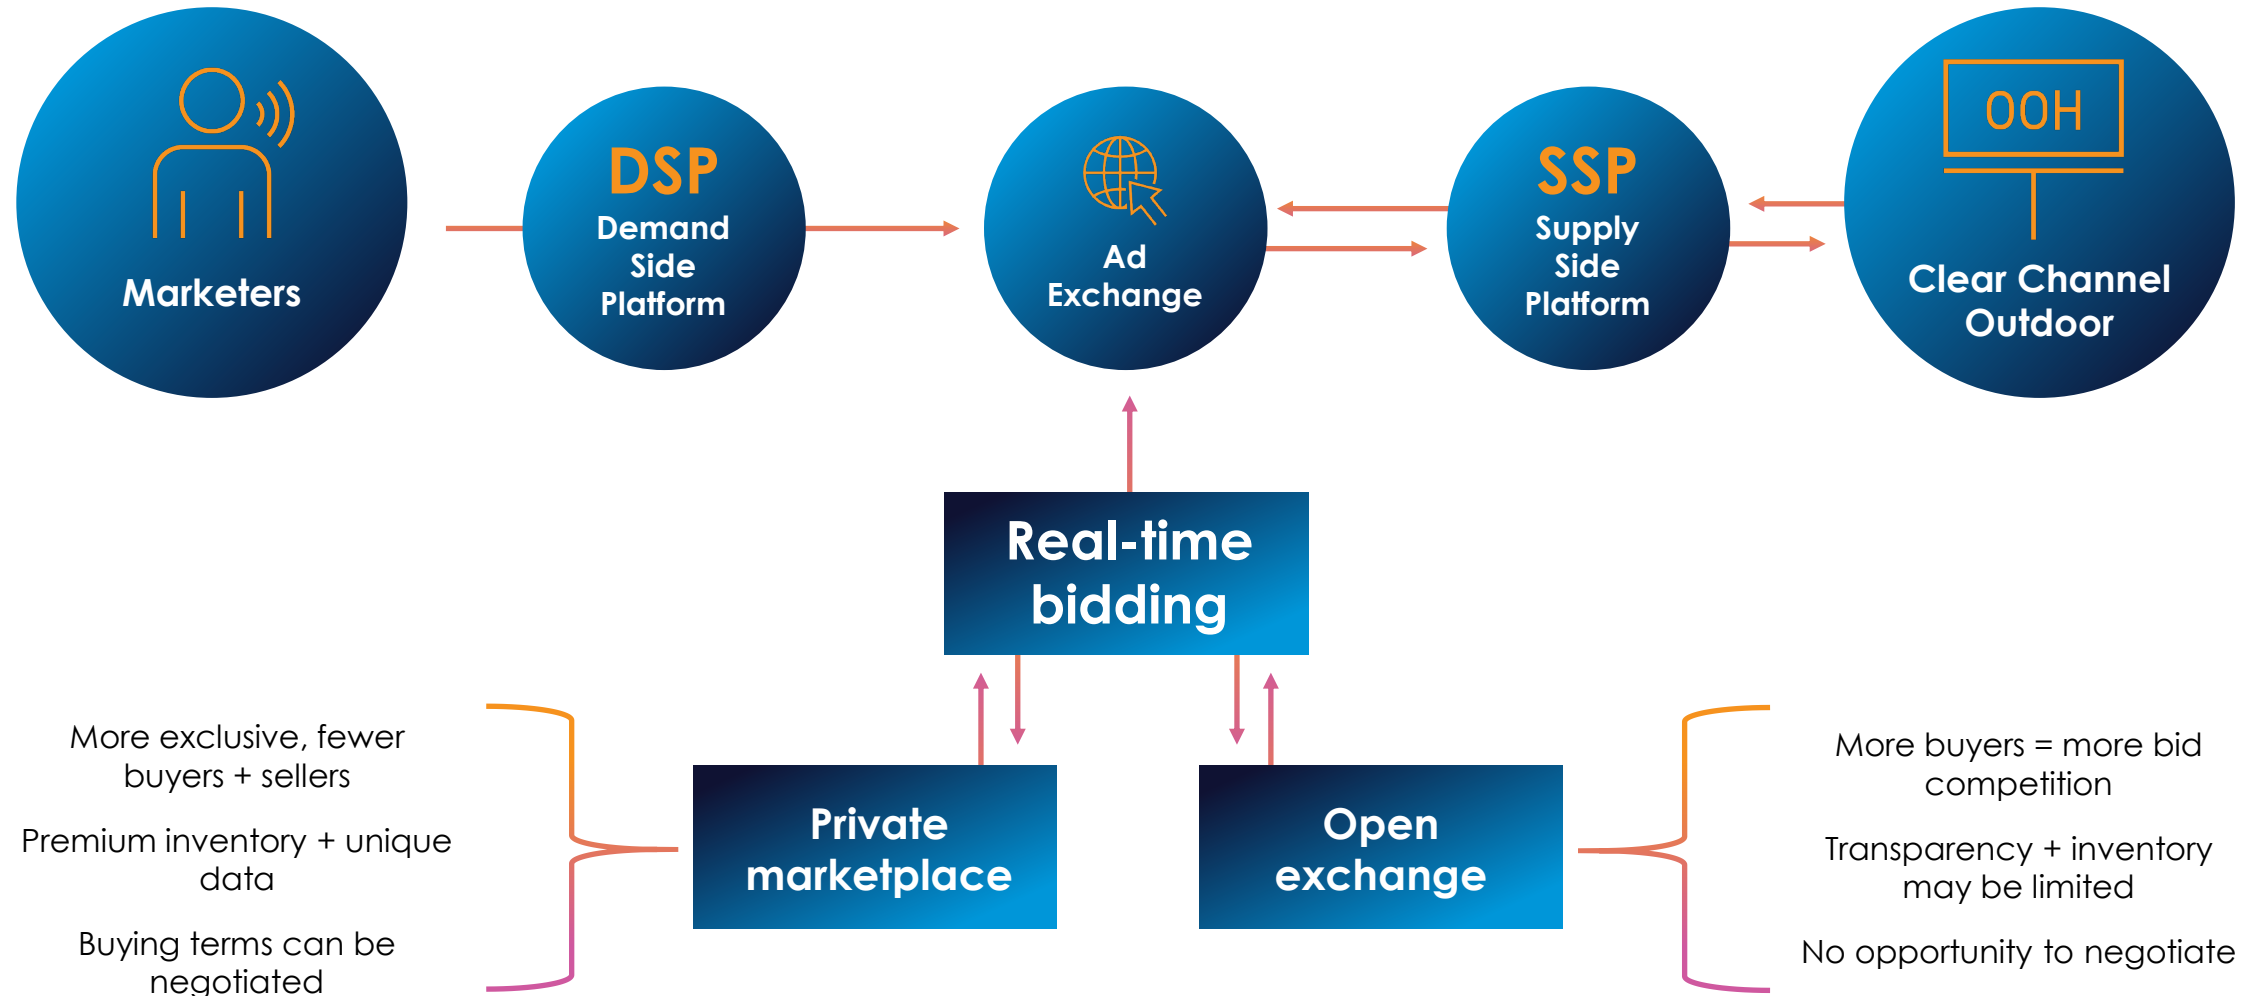 Marketers
DSP
Demand
Side
Platform
Ad
Exchange
SSP
Supply
Side
Platform
OOH
Clear Channel
Outdoor
Real-time
bidding
More exclusive, fewer
buyers + sellers
Premium inventory + unique
data
Buying terms can be
negotiated
Private
marketplace
Open
exchange
More buyers = more bid
competition
Transparency + inventory
may be limited
No opportunity to negotiate